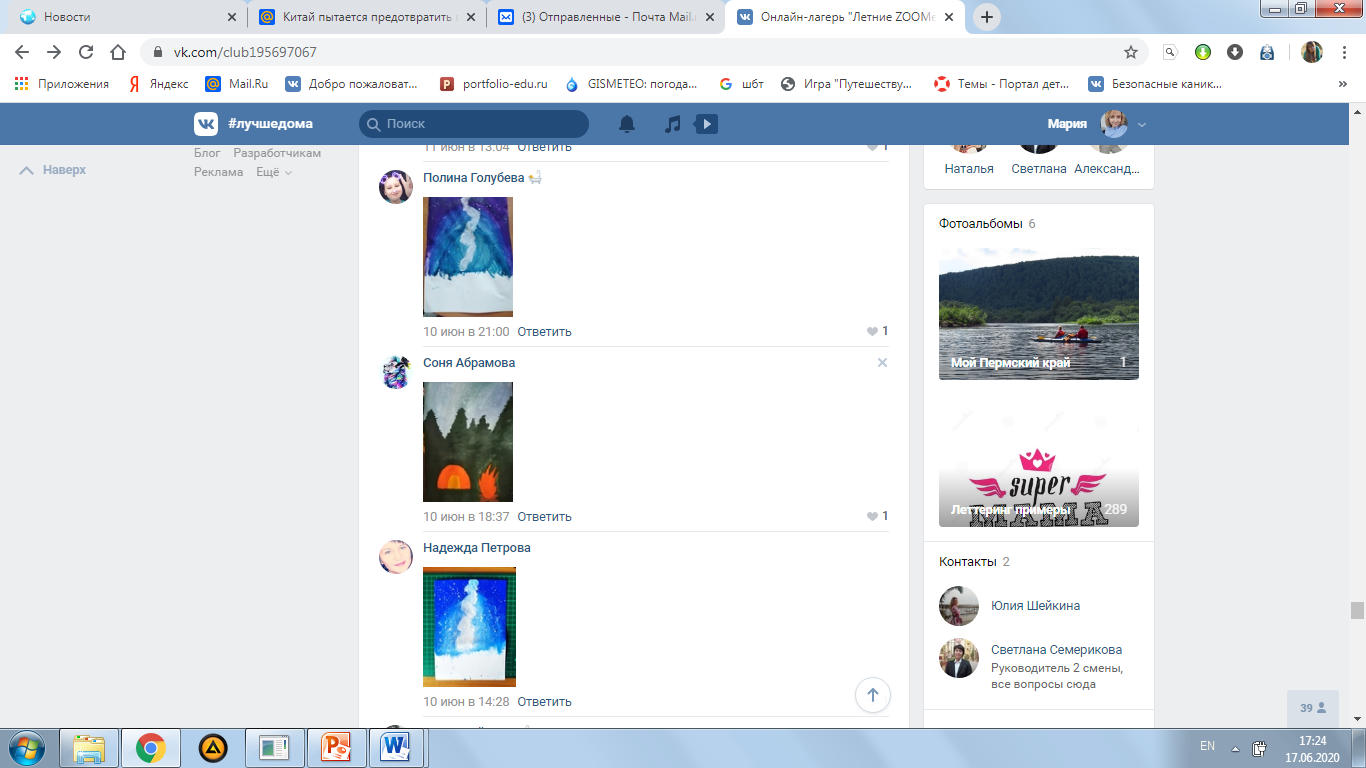 Новости
Китай пытается предотвратить
(3) Отправленные - Почта Mail.
Онлайн-лагерь "Летние ZOOM
vk.com/club195697067
Приложения
Яндекс
Mail.Ru
Добро пожаловат...
portfolio-edu.ru
GISMETEO: погода...
шбт
Игра "Путешеству...
Темы - Портал дет...
Безопасные каник...
»
#лучшедома
Поиск
Мария
Наверх
Блог Разработчикам
Реклама Ещё
11 июн в 13:04 Ответить
1
Полина Голубева
10 июн в 21:00 Ответить
1
Соня Абрамова
10 июн в 18:37 Ответить
1
Надежда Петрова
10 июн в 14:28 Ответить
Наталья Светлана Александ...
Фотоальбомы 6
Мой Пермский край 1
super
МАМА
Леттеринг примеры 289
Контакты 2
Юлия Шейкина
Светлана Семерикова
Руководитель 2 смены,
все вопросы сюда
39
EN
17:24
17.06.2020